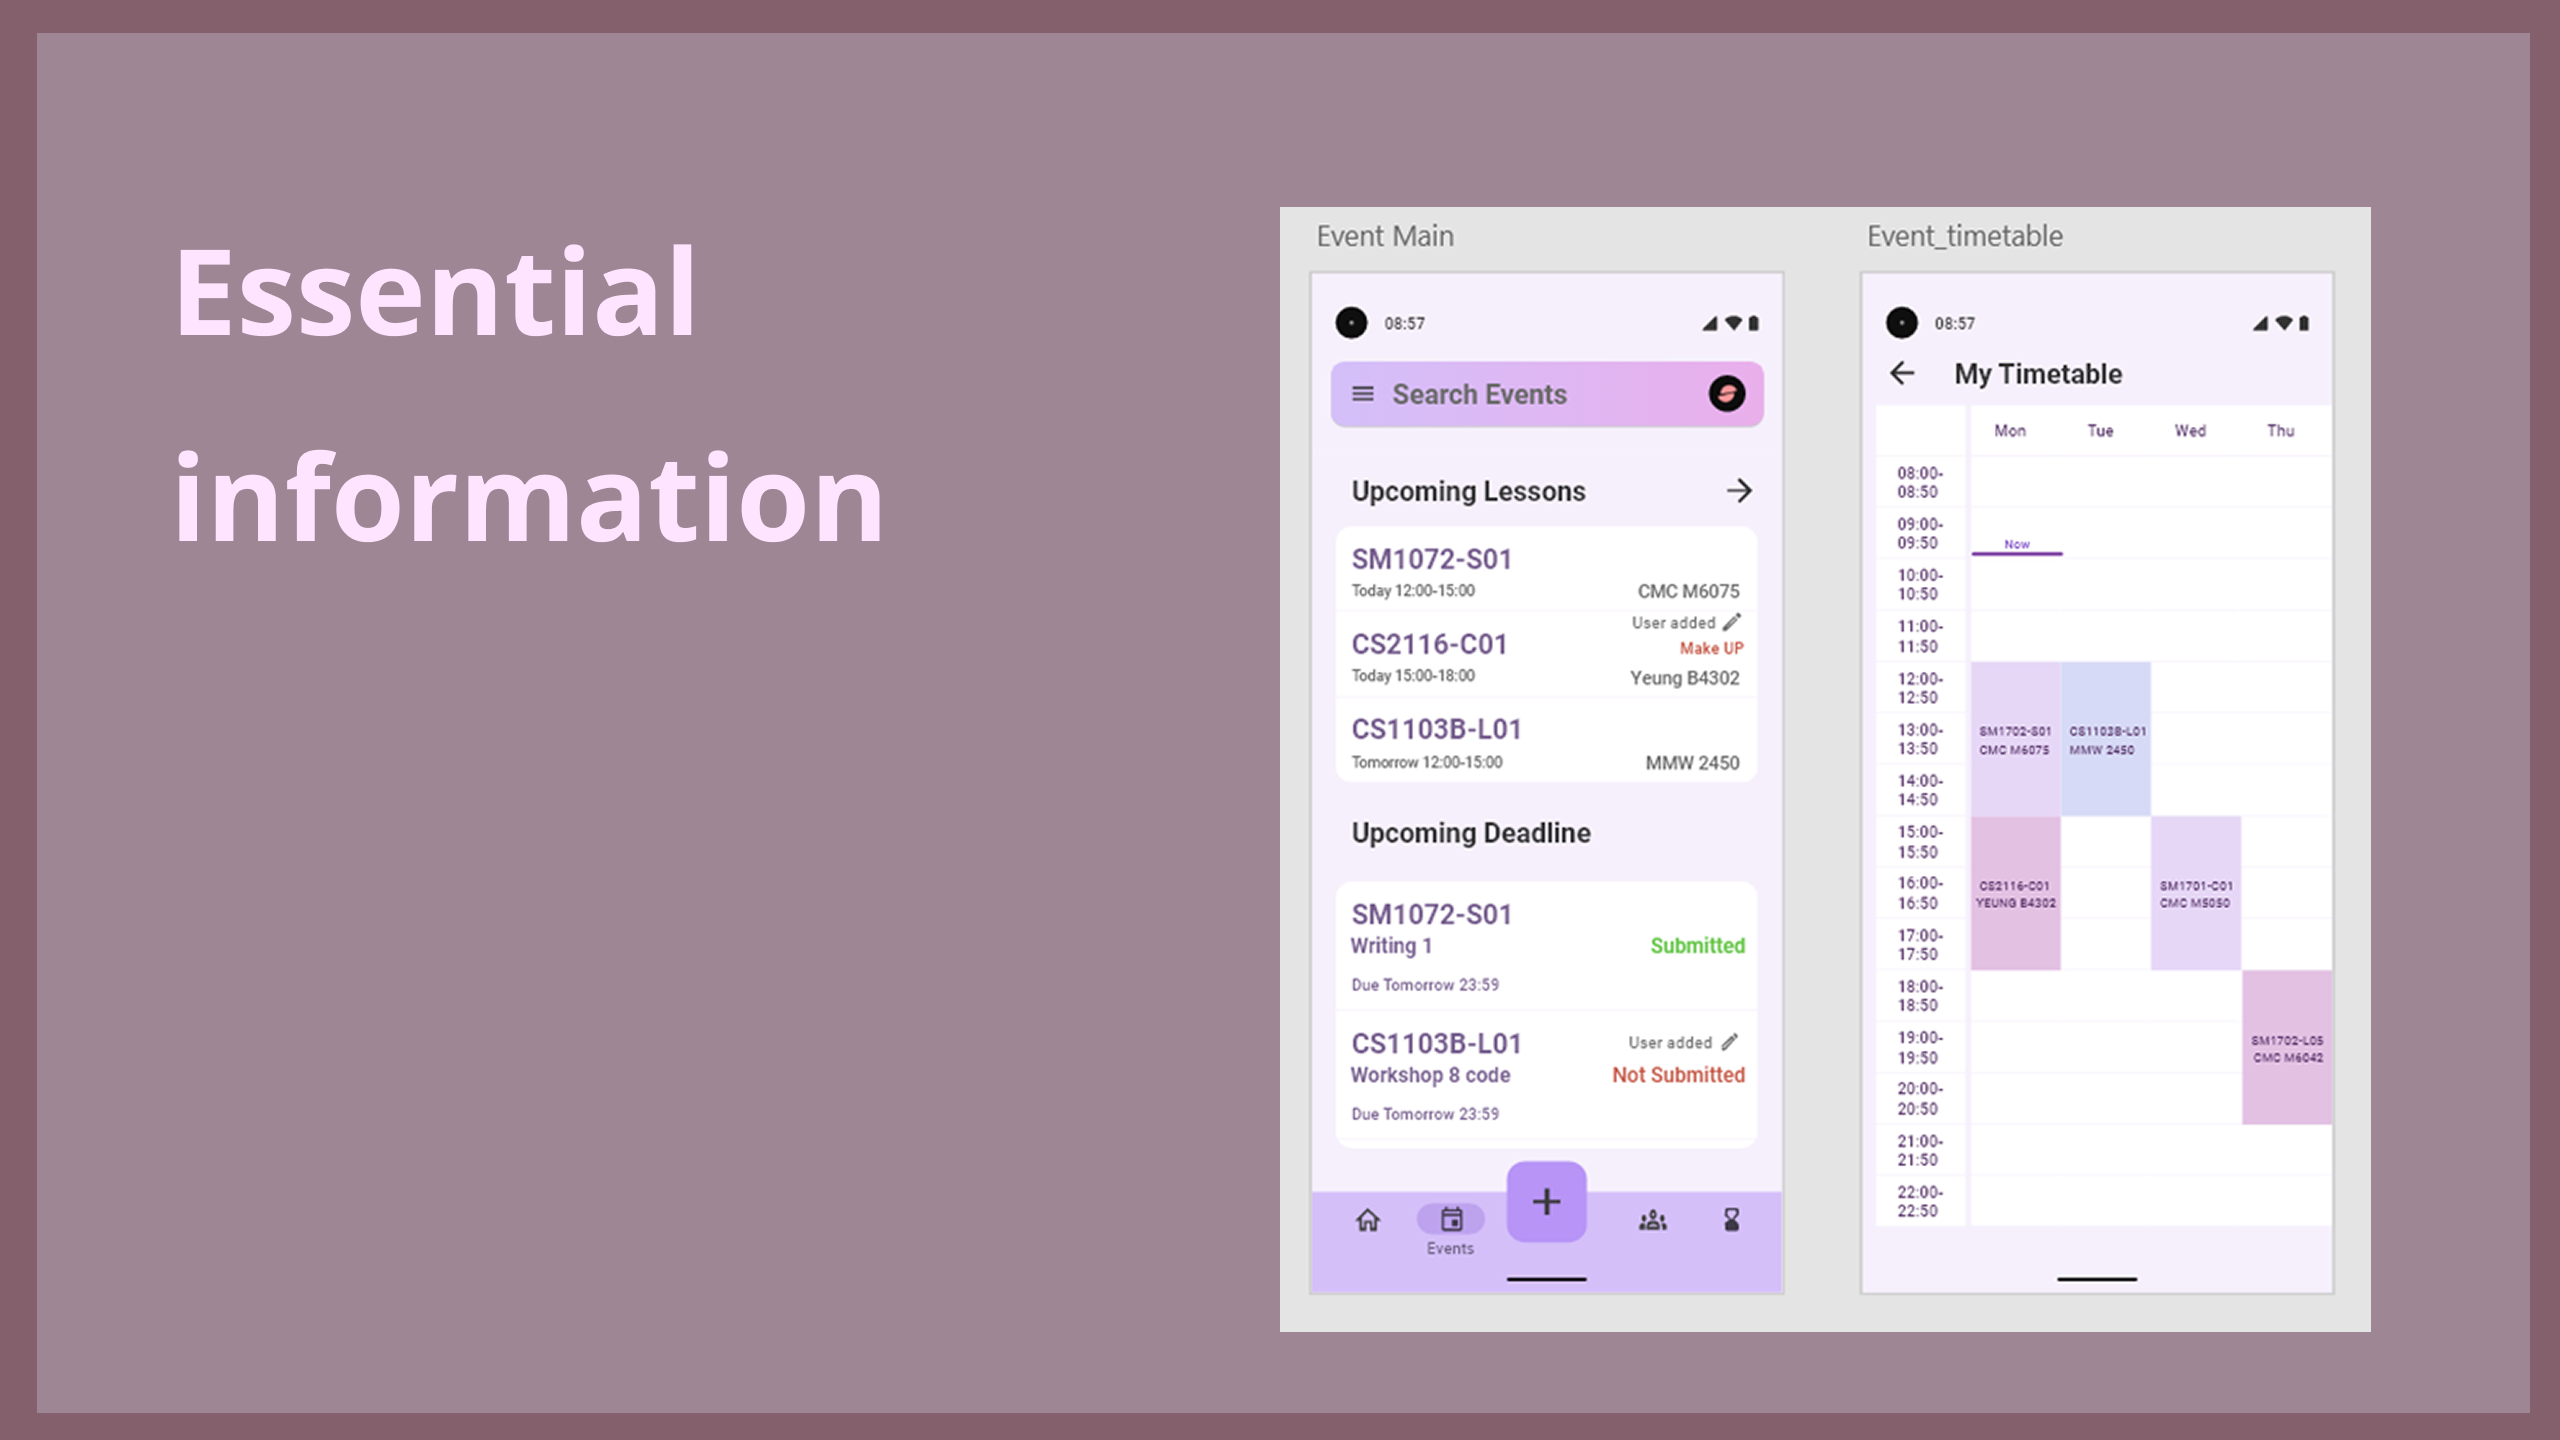 Essential
information
Event Main
08:57
Search Events
Upcoming Lessons
SM1072-S01
Today 12:00-15:00
CMC M6075
User added
CS2116-C01
Make UP
Today 15:00-18:00
Yeung B4302
CS1103B-L01
Tomorrow 12:00-15:00
MMW 2450
Upcoming Deadline
SM1072-S01
Writing 1
Submitted
Due Tomorrow 23:59
CS1103B-L01
User added
Workshop 8 code
Not Submitted
Due Tomorrow 23:59
Events
Event_timetable
08:57
My Timetable
Mon Tue Wed Thu
08:00-
08:50
09:00-
09:50
Now
10:00-
10:50
11:00-
11:50
12:00-
12:50
13:00-
13:50
SM1702-S01
CMC M6075
CS1103B-L01
MMW 2450
14:00-
14:50
15:00-
15:50
16:00-
16:50
CS2116-C01
YEUNG B4302
SM1701-C01
CMC M5050
17:00-
17:50
18:00-
18:50
19:00-
19:50
SM1702-L05
CMC M6042
20:00-
20:50
21:00-
21:50
22:00-
22:50